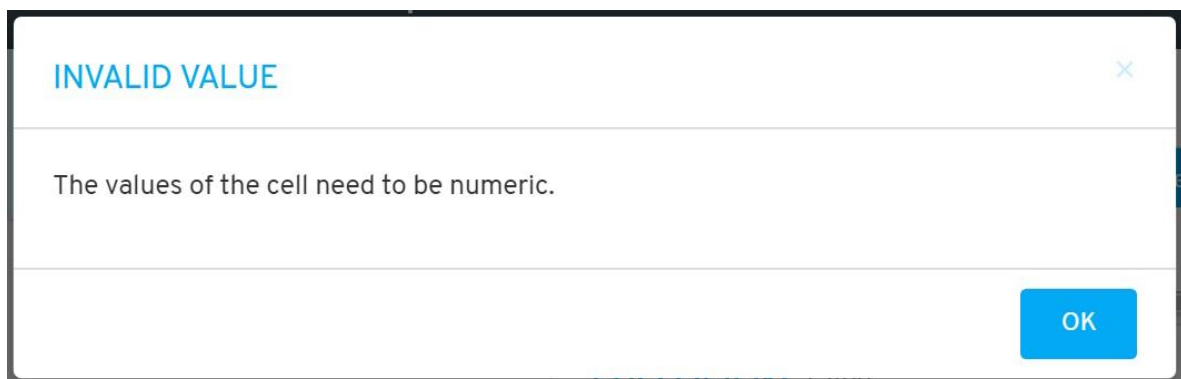 INVALID VALUE
×
The values of the cell need to be numeric.
OK